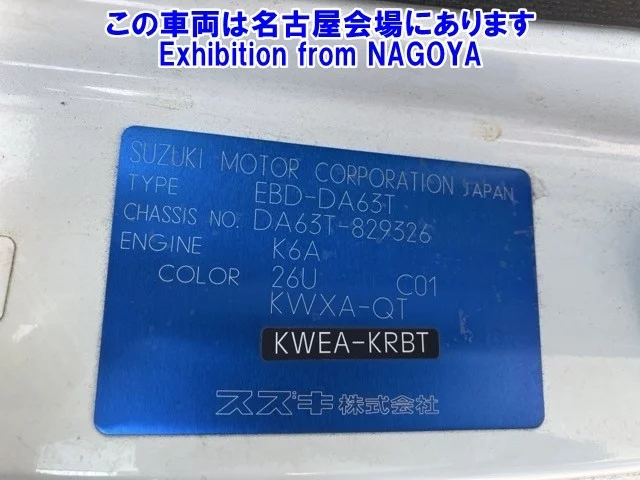 この車両は名古屋会場にあります
Exhibition from NAGOYA
SUZUKI MOTOR CORPORATION JAPAN
TYPE EBD-DA63T
CHASSIS NO. DA63T-829326
ENGINE K6A
COLOR 26U C01
KWXA-QT
KWEA-KRBT
スズキ株式会社